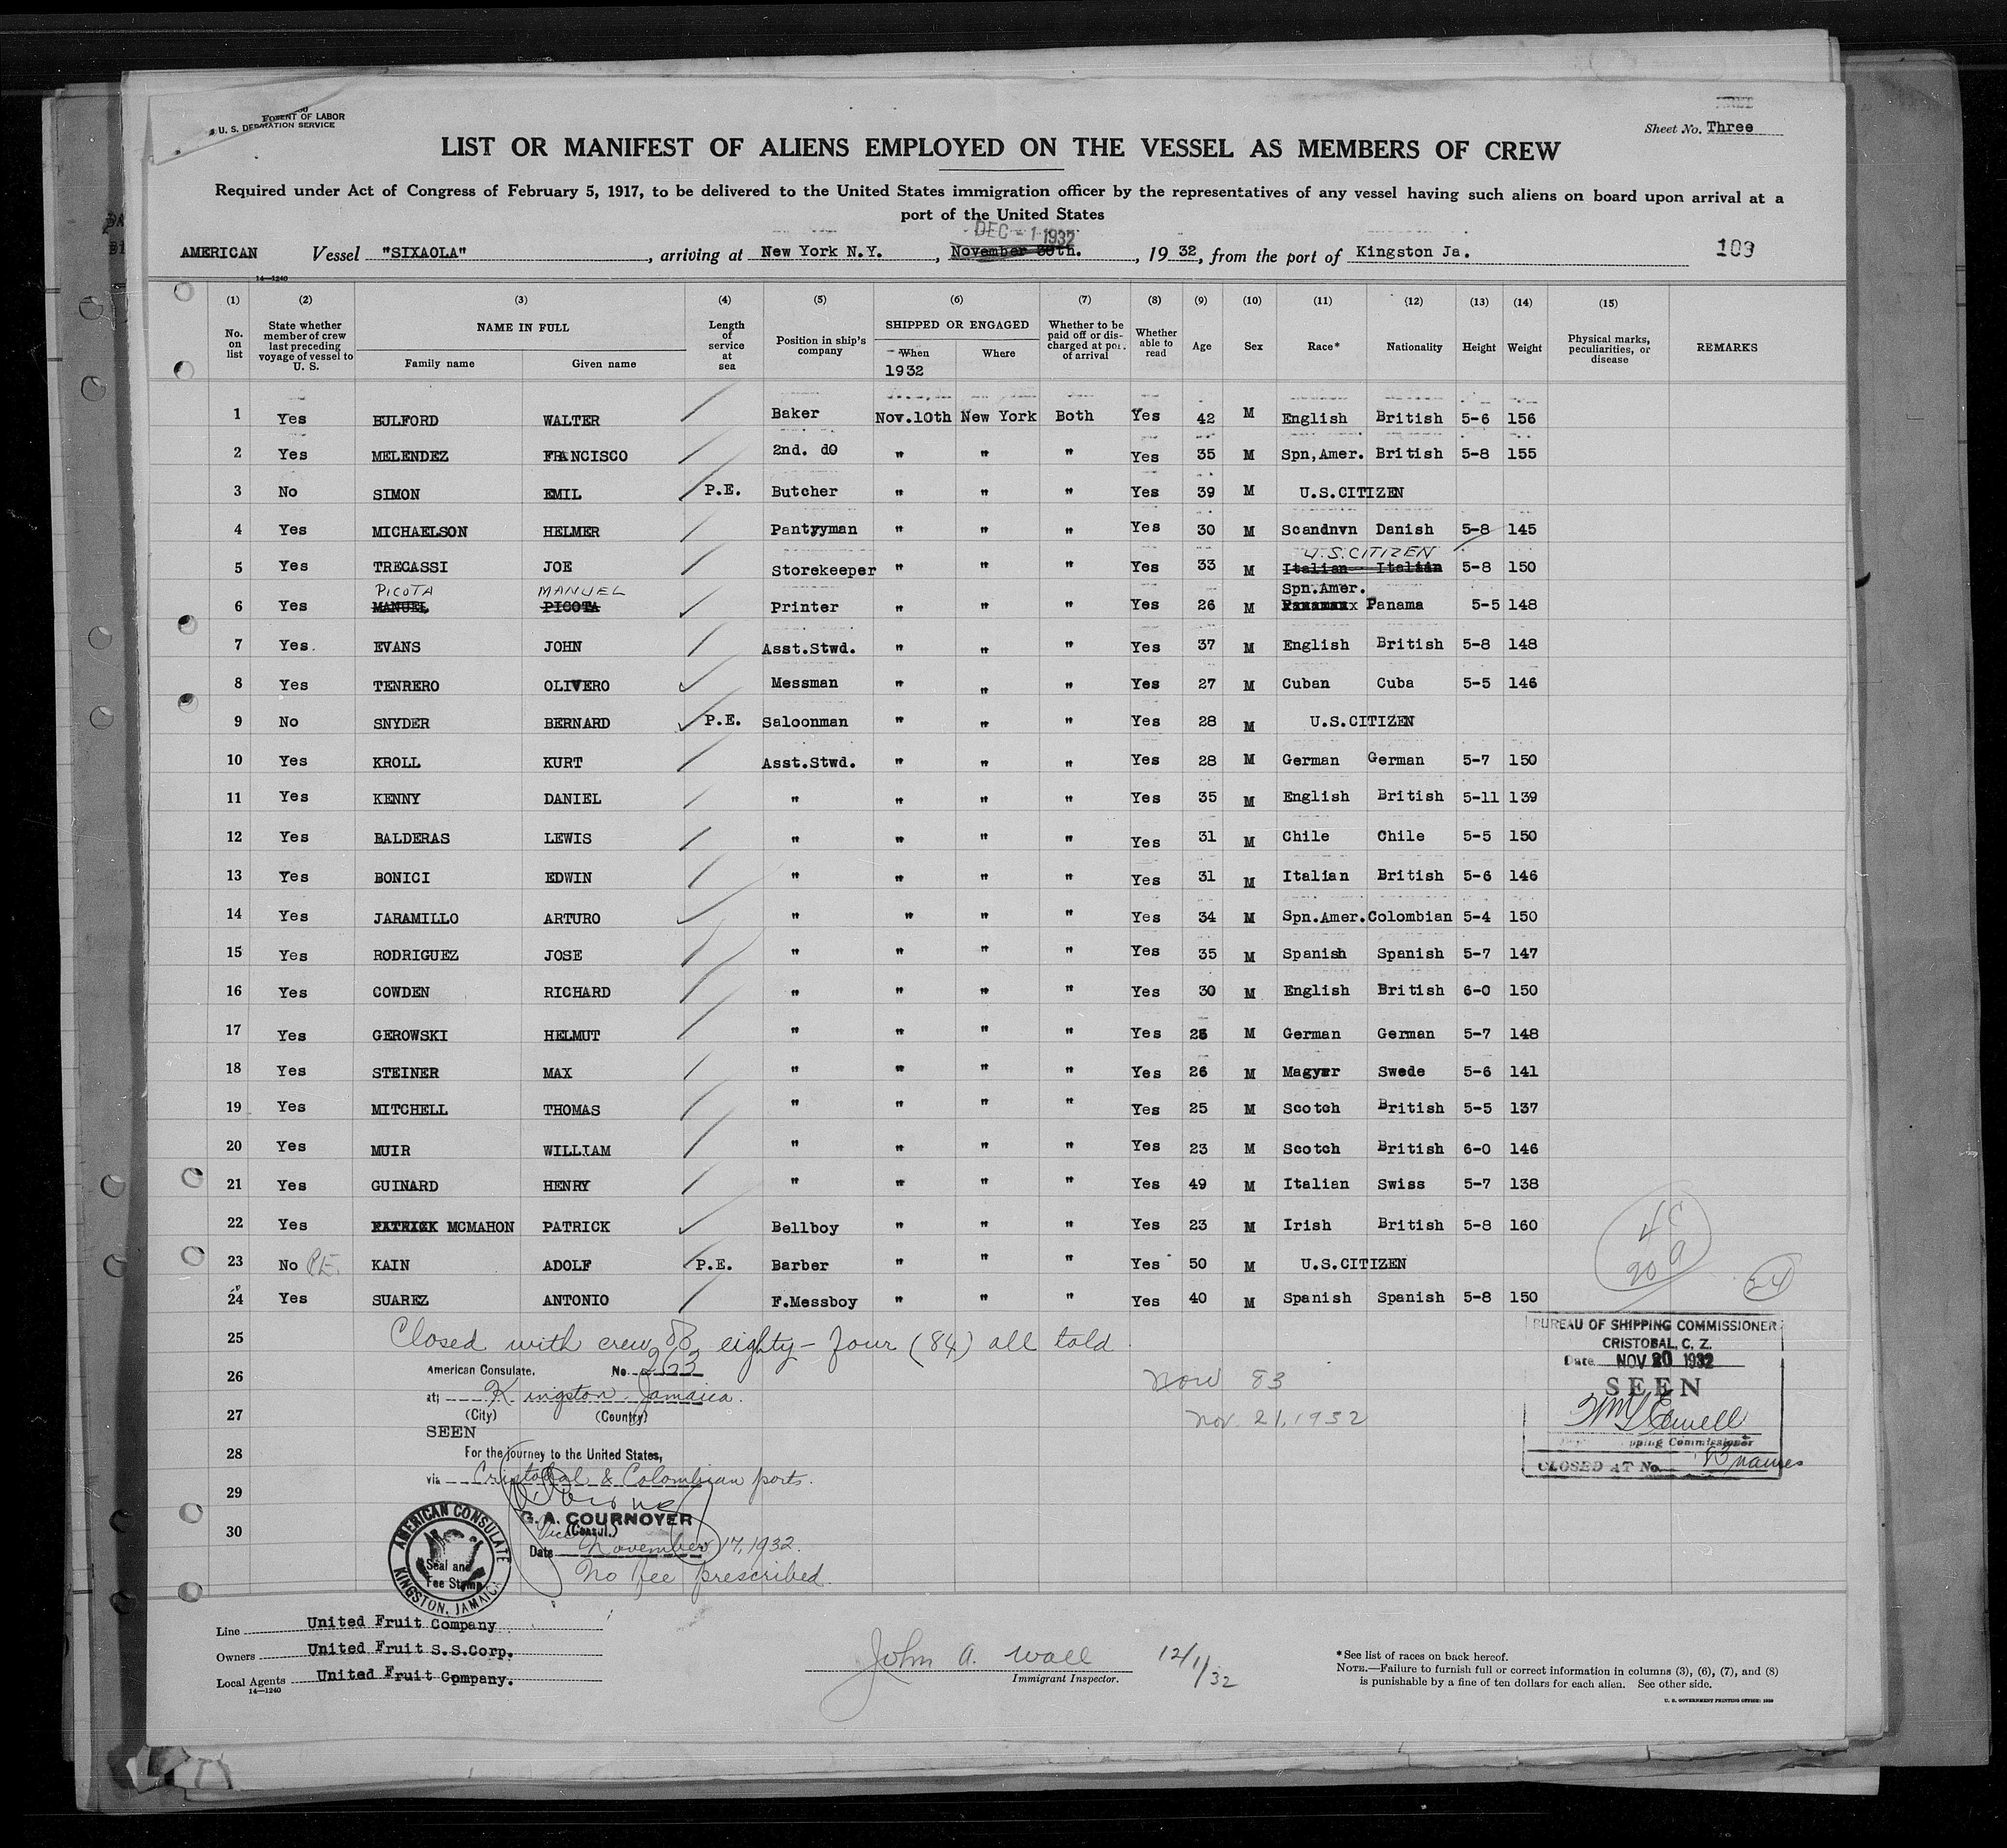 Sheet No. Three
LIST OR MANIFEST OF ALIENS EMPLOYED ON THE VESSEL AS MEMBERS OF CREW
Required under Act of Congress of February 5, 1917, to be delivered to the United States immigration officer by the representatives of any vessel having such aliens on board upon arrival at a
port of the United States
DEC - 1 1932
AMERICAN Vessel "SIXAOLA", arriving at New York N.Y., November 30th., 1932, from the port of Kingston Ja. 109
14-1240
(1) (2) (3) (4) (5) (6) (7) (8) (9) (10) (11) (12) (13) (14) (15)
No. on list State whether member of crew last preceding voyage of vessel to U. S. NAME IN FULL Family name Given name Length of service at sea Position in ship's company SHIPPED OR ENGAGED When 1932 Where Whether to be paid off or discharged at port of arrival Whether able to read Age Sex Race* Nationality Height Weight Physical marks, peculiarities, or disease REMARKS
1 Yes BULFORD WALTER Baker Nov.10th New York Both Yes 42 M English British 5-6 156
2 Yes MELENDEZ FRANCISCO 2nd. dO " " " Yes 35 M Spn,Amer. British 5-8 155
3 No SIMON EMIL P.E. Butcher " " " Yes 39 M U.S.CITIZEN
4 Yes MICHAELSON HELMER Pantyyman " " " Yes 30 M Scandnvn Danish 5-8 145
U.S. CITIZEN
5 Yes TRECASSI JOE Storekeeper " " " Yes 33 M Italian Italian 5-8 150
PICOTA MANUEL Spn.Amer.
6 Yes MANUEL PICOTA Printer " " " Yes 26 M Panamanx Panama 5-5 148
7 Yes. EVANS JOHN Asst.Stwd. " " " Yes 37 M English British 5-8 148
8 Yes TENRERO OLIVERO Messman " " " Yes 27 M Cuban Cuba 5-5 146
9 No SNYDER BERNARD P.E. Saloonman " " " Yes 28 M U.S.CITIZEN
10 Yes KROLL KURT Asst.Stwd. " " " Yes 28 M German German 5-7 150
11 Yes KENNY DANIEL " " " " Yes 35 M English British 5-11 139
12 Yes BALDERAS LEWIS " " " " Yes 31 M Chile Chile 5-5 150
13 Yes BONICI EDWIN " " " " Yes 31 M Italian British 5-6 146
14 Yes JARAMILLO ARTURO " " " " Yes 34 M Spn.Amer. Colombian 5-4 150
15 Yes RODRIGUEZ JOSE " " " " Yes 35 M Spanish Spanish 5-7 147
16 Yes COWDEN RICHARD " " " " Yes 30 M English British 6-0 150
17 Yes GEROWSKI HELMUT " " " " Yes 26 M German German 5-7 148
18 Yes STEINER MAX " " " " Yes 26 M Magyar Swede 5-6 141
19 Yes MITCHELL THOMAS " " " " Yes 25 M Scotch British 5-5 137
20 Yes MUIR WILLIAM " " " " Yes 23 M Scotch British 6-0 146
21 Yes GUINARD HENRY " " " " Yes 49 M Italian Swiss 5-7 138
22 Yes PATRICK MCMAHON PATRICK Bellboy " " " Yes 23 M Irish British 5-8 160
23 No P.E. KAIN ADOLF P.E. Barber " " " Yes 50 M U.S.CITIZEN
24 Yes SUAREZ ANTONIO F.Messboy " " " Yes 40 M Spanish Spanish 5-8 150
4 C
20 a
24
25 Closed with crew of eighty-four (84) all told
26 American Consulate. No. 263
at; Kingston, Jamaica.
27 (City) (Country)
SEEN
28 For the journey to the United States,
via Cristobal & Colombian ports.
29
G. A. COURNOYER
30 Vice (Consul.)
Date November 17, 1932.
No fee prescribed.
AMERICAN CONSULATE KINGSTON, JAMAICA
Seal and
Fee Stamp
Now 83
Nov. 21, 1932
BUREAU OF SHIPPING COMMISSIONER
CRISTOBAL, C. Z.
Date NOV 20 1932
SEEN
pping Commissioner
CLOSED AT No. 83 names
Line United Fruit Company
Owners United Fruit S.S.Corp.
Local Agents United Fruit Company.
14-1240
John A. Wall 12/1/32
Immigrant Inspector.
*See list of races on back hereof.
NOTE.—Failure to furnish full or correct information in columns (3), (6), (7), and (8)
is punishable by a fine of ten dollars for each alien. See other side.
U. S. GOVERNMENT PRINTING OFFICE: 1930